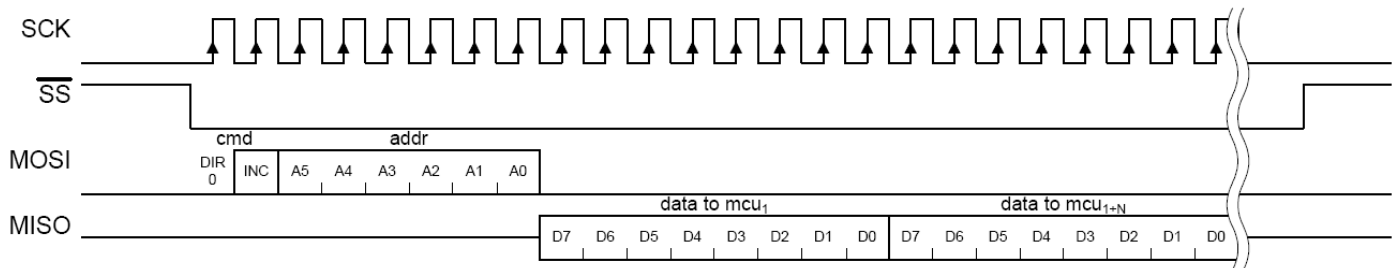 SCK
SS
cmd addr
MOSI DIR 0 INC A5 A4 A3 A2 A1 A0
data to mcu1 data to mcu1+N
MISO D7 D6 D5 D4 D3 D2 D1 D0 D7 D6 D5 D4 D3 D2 D1 D0